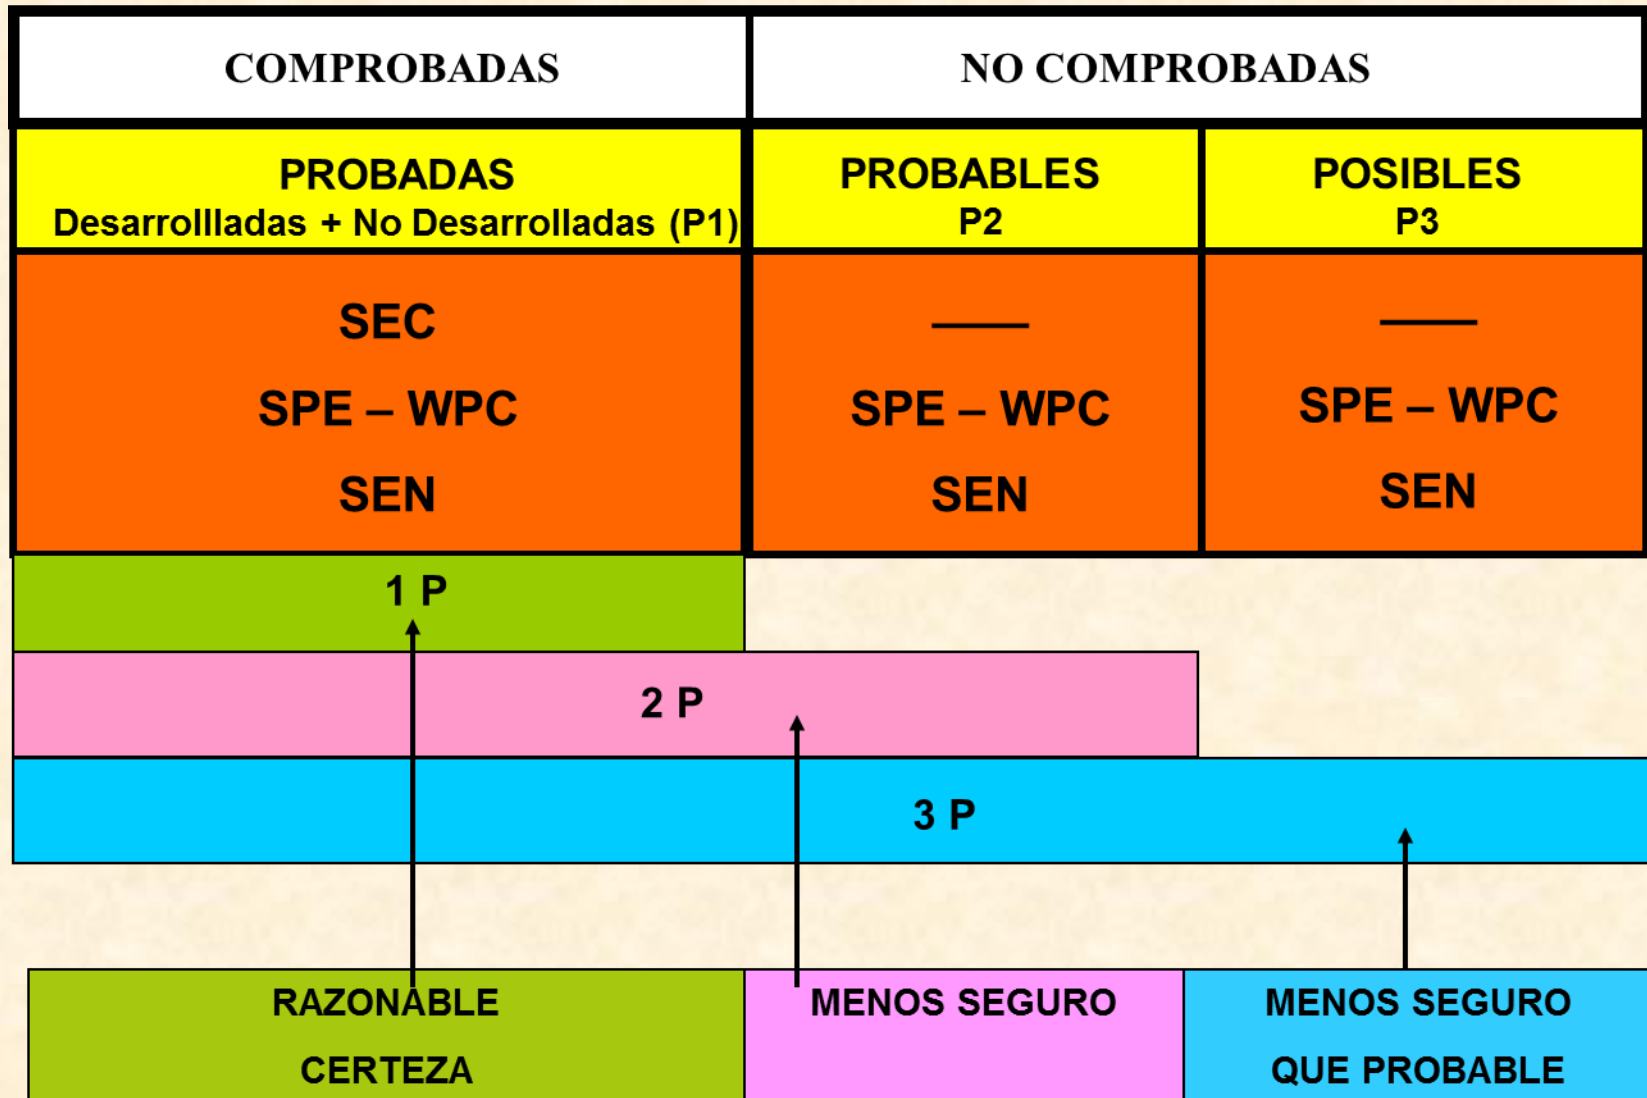 COMPROBADAS
NO COMPROBADAS
PROBADAS
Desarrollladas + No Desarrolladas (P1)
PROBABLES
P2
POSIBLES
P3
SEC
SPE – WPC
SEN
——
SPE – WPC
SEN
——
SPE – WPC
SEN
1 P
2 P
3 P
RAZONABLE
CERTEZA
MENOS SEGURO
MENOS SEGURO
QUE PROBABLE